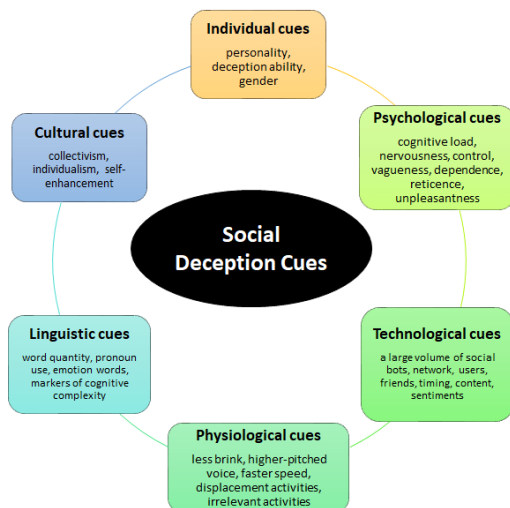 Individual cues
personality,
deception ability,
gender
Psychological cues
cognitive load,
nervousness, control,
vagueness, dependence,
reticence,
unpleasantness
Cultural cues
collectivism,
individualism, self-
enhancement
Social
Deception Cues
Linguistic cues
word quantity, pronoun
use, emotion words,
markers of cognitive
complexity
Technological cues
a large volume of social
bots, network, users,
friends, timing, content,
sentiments
Physiological cues
less brink, higher-pitched
voice, faster speed,
displacement activities,
irrelevant activities